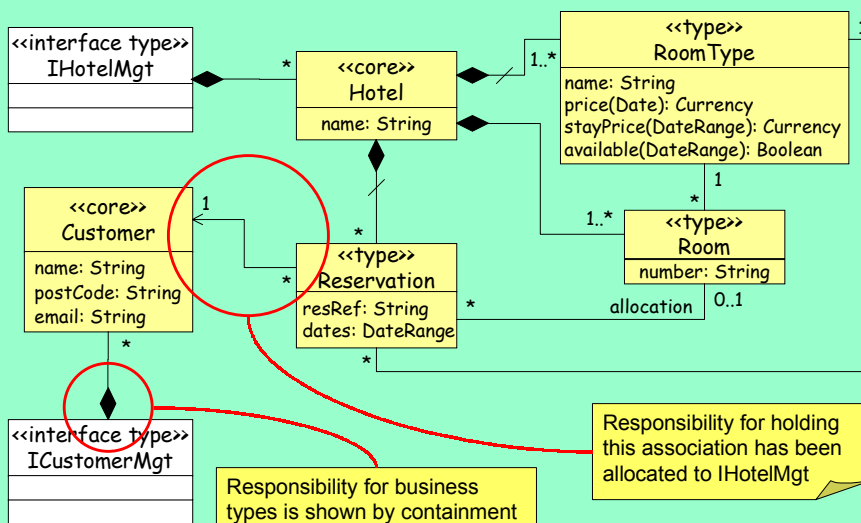 <<interface type>>
IHotelMgt
*
<<core>>
Hotel
name: String
1..*
<<type>>
RoomType
name: String
price(Date): Currency
stayPrice(DateRange): Currency
available(DateRange): Boolean
1
1
*
1..*
<<type>>
Room
number: String
0..1
allocation
<<core>>
Customer
name: String
postCode: String
email: String
1
*
*
<<type>>
Reservation
resRef: String
dates: DateRange
*
*
*
<<interface type>>
ICustomerMgt
Responsibility for business
types is shown by containment
Responsibility for holding
this association has been
allocated to IHotelMgt